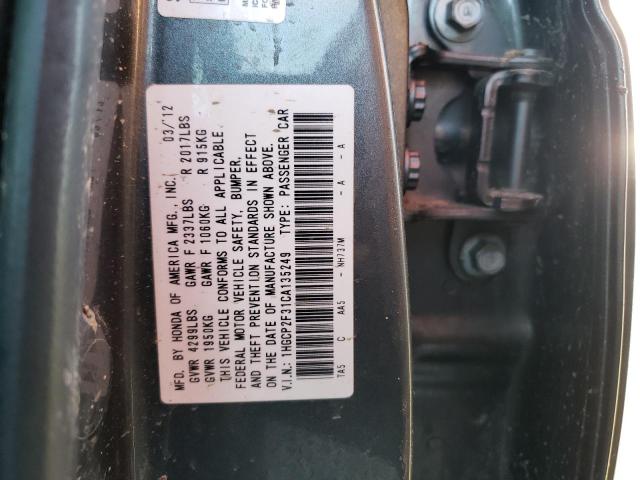 MFD. BY HONDA OF AMERICA MFG., INC. 03/12
GVWR 4299LBS GAWR F 2337LBS R 2017LBS
GVWR 1950KG GAWR F 1060KG R 915KG
THIS VEHICLE CONFORMS TO ALL APPLICABLE
FEDERAL MOTOR VEHICLE SAFETY, BUMPER,
AND THEFT PREVENTION STANDARDS IN EFFECT
ON THE DATE OF MANUFACTURE SHOWN ABOVE.
V.I.N.: 1HGCP2F31CA135249 TYPE: PASSENGER CAR
TA5 C AA5 - NH737M - A - A